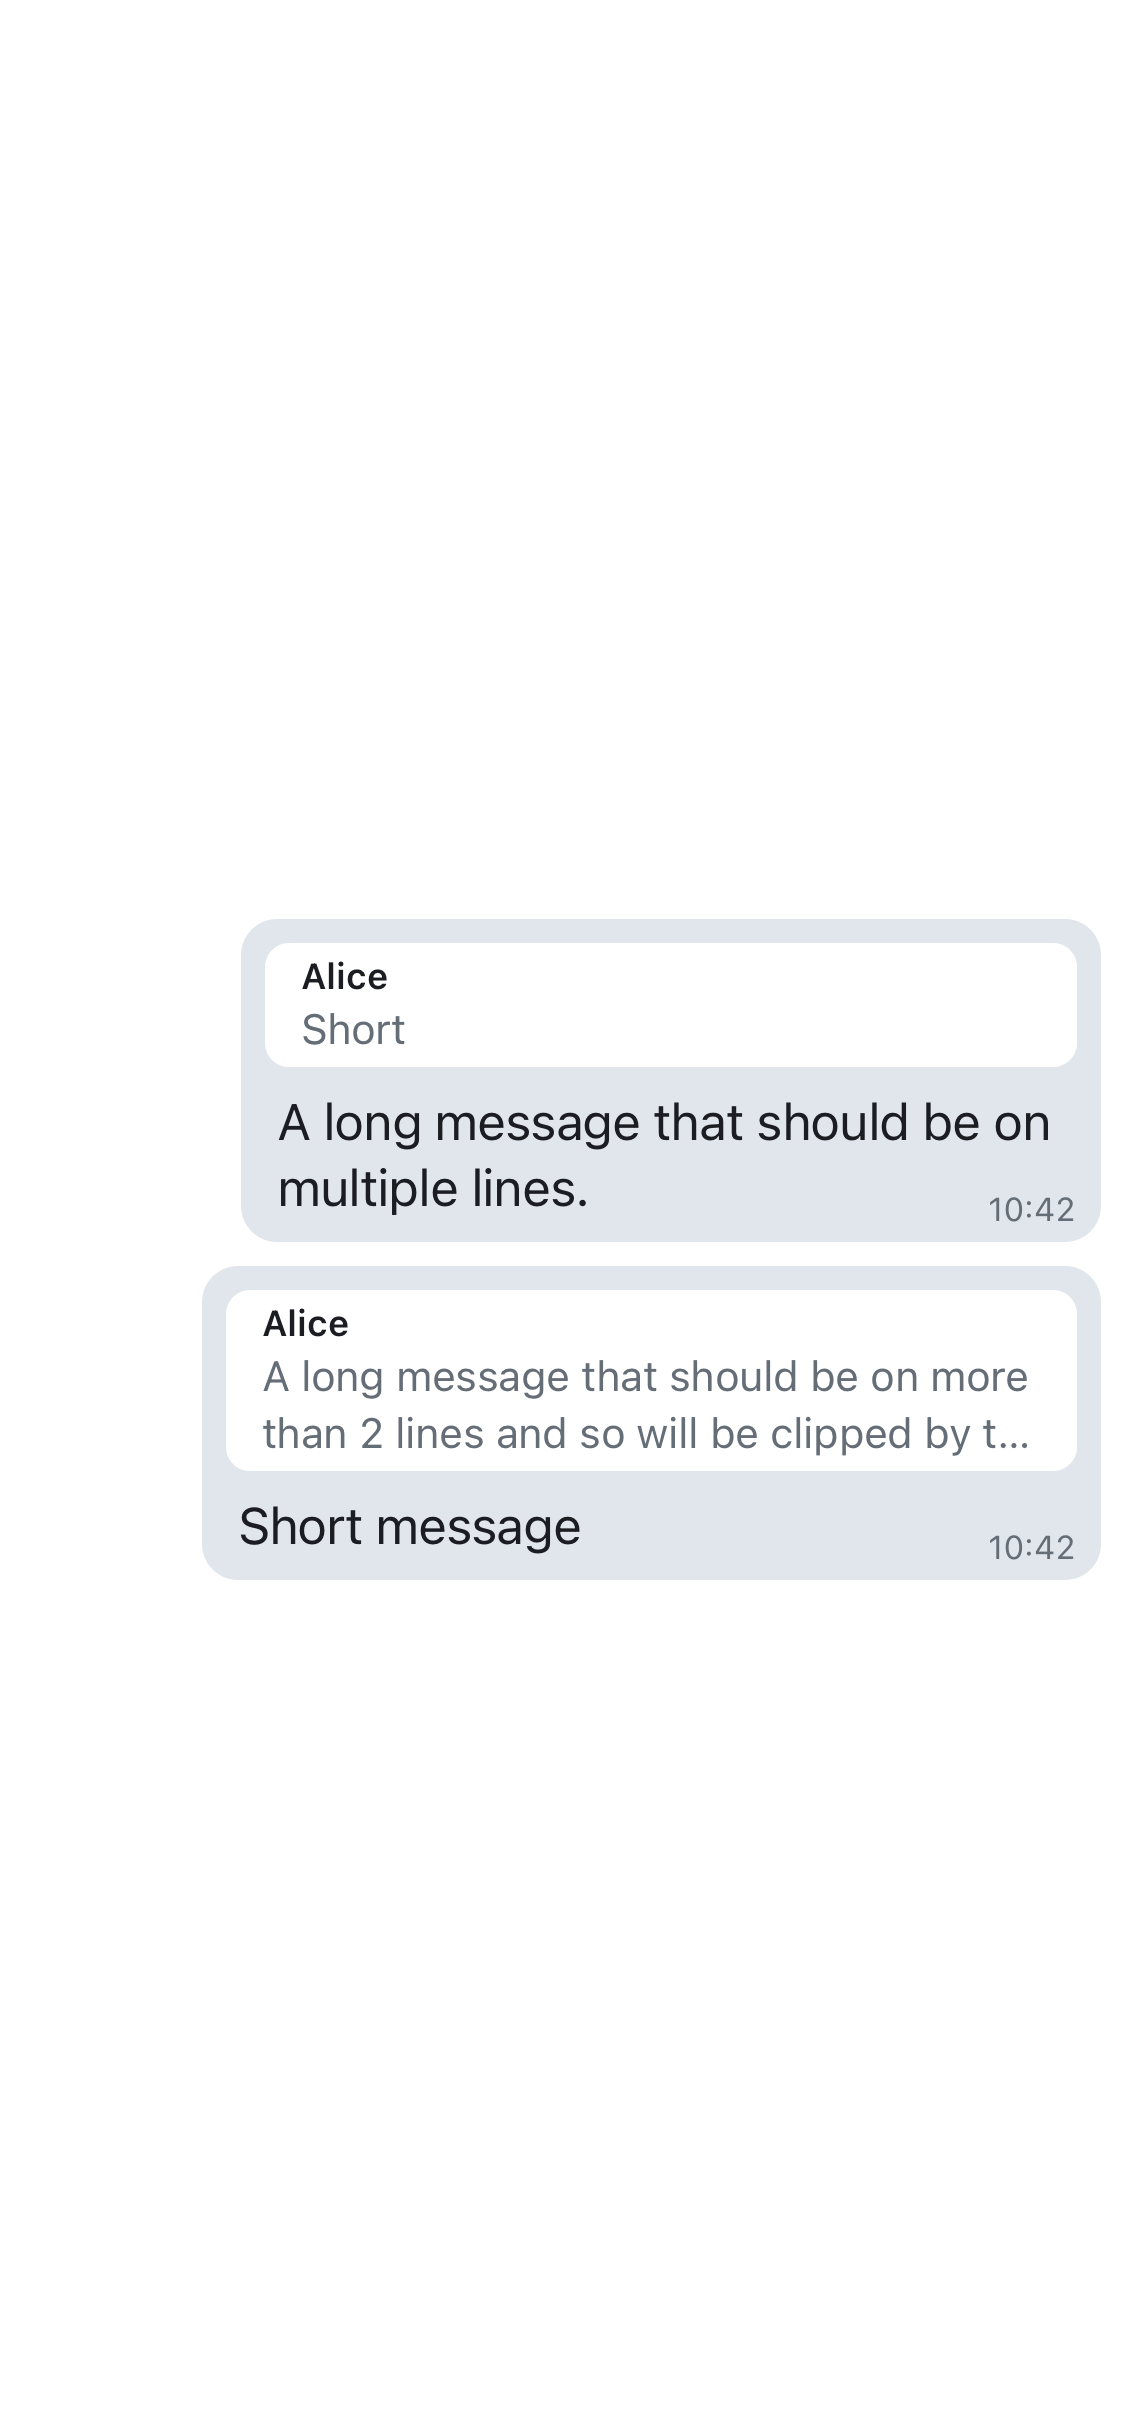 Alice
Short
A long message that should be on
multiple lines.
10:42
Alice
A long message that should be on more
than 2 lines and so will be clipped by t...
Short message
10:42